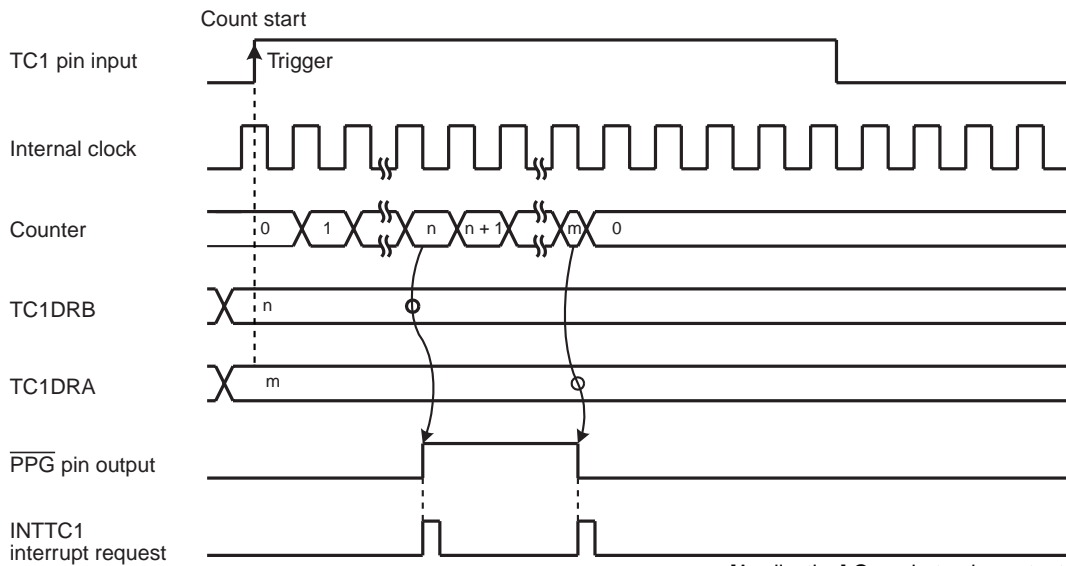 Count start
TC1 pin input
Trigger
Internal clock
Counter
0 1 n n + 1 m 0
TC1DRB
n
TC1DRA
m
PPG pin output
INTTC1
interrupt request